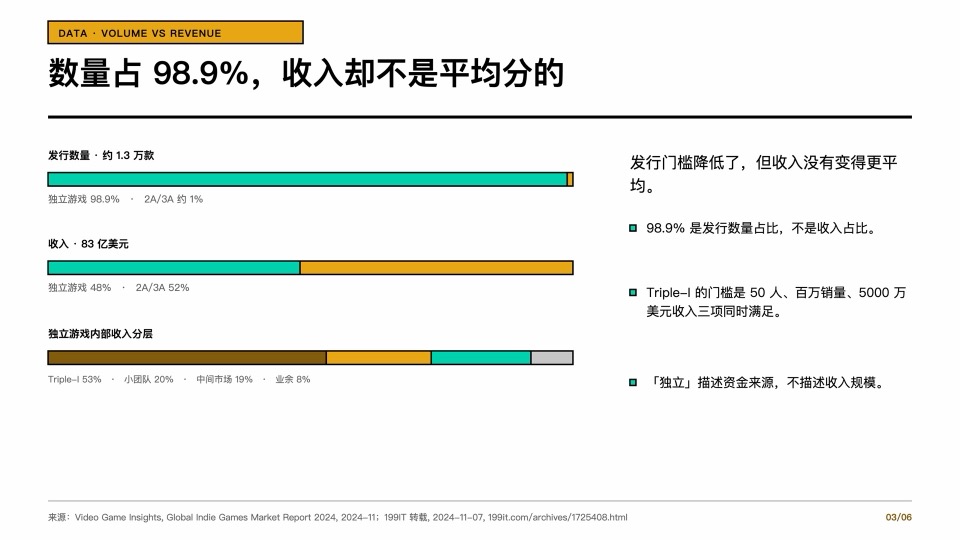 DATA · VOLUME VS REVENUE
数量占 98.9%，收入却不是平均分的
发行数量 · 约 1.3 万款
独立游戏 98.9% · 2A/3A 约 1%
收入 · 83 亿美元
独立游戏 48% · 2A/3A 52%
独立游戏内部收入分层
Triple-I 53% · 小团队 20% · 中间市场 19% · 业余 8%
发行门槛降低了，但收入没有变得更平
均。
98.9% 是发行数量占比，不是收入占比。
Triple-I 的门槛是 50 人、百万销量、5000 万
美元收入三项同时满足。
「独立」描述资金来源，不描述收入规模。
来源：Video Game Insights, Global Indie Games Market Report 2024, 2024-11；199IT 转载, 2024-11-07, 199it.com/archives/1725408.html
03/06